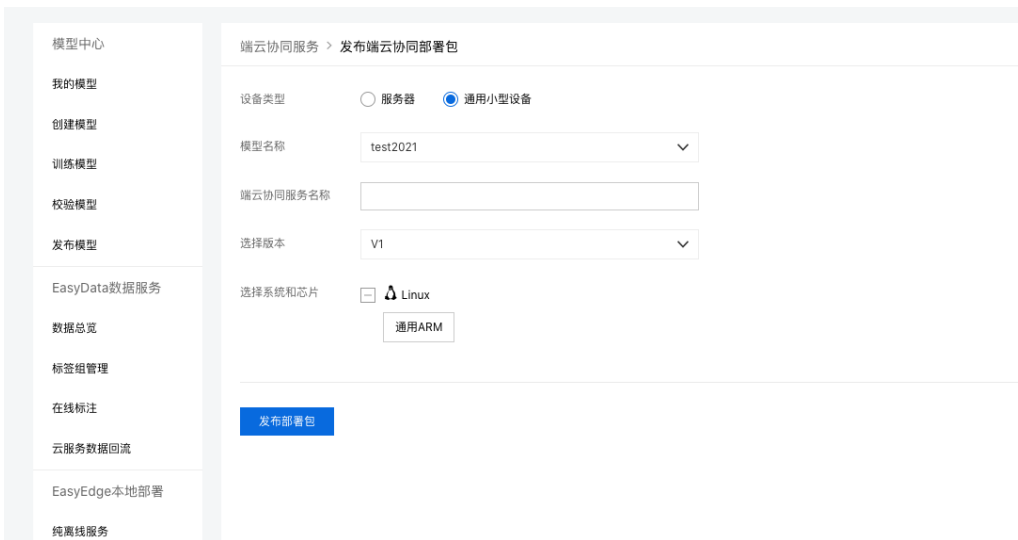 模型中心
我的模型
创建模型
训练模型
校验模型
发布模型
EasyData数据服务
数据总览
标签组管理
在线标注
云服务数据回流
EasyEdge本地部署
纯离线服务
端云协同服务 > 发布端云协同部署包
设备类型 服务器 通用小型设备
模型名称 test2021
端云协同服务名称
选择版本 V1
选择系统和芯片 Linux
通用ARM
发布部署包